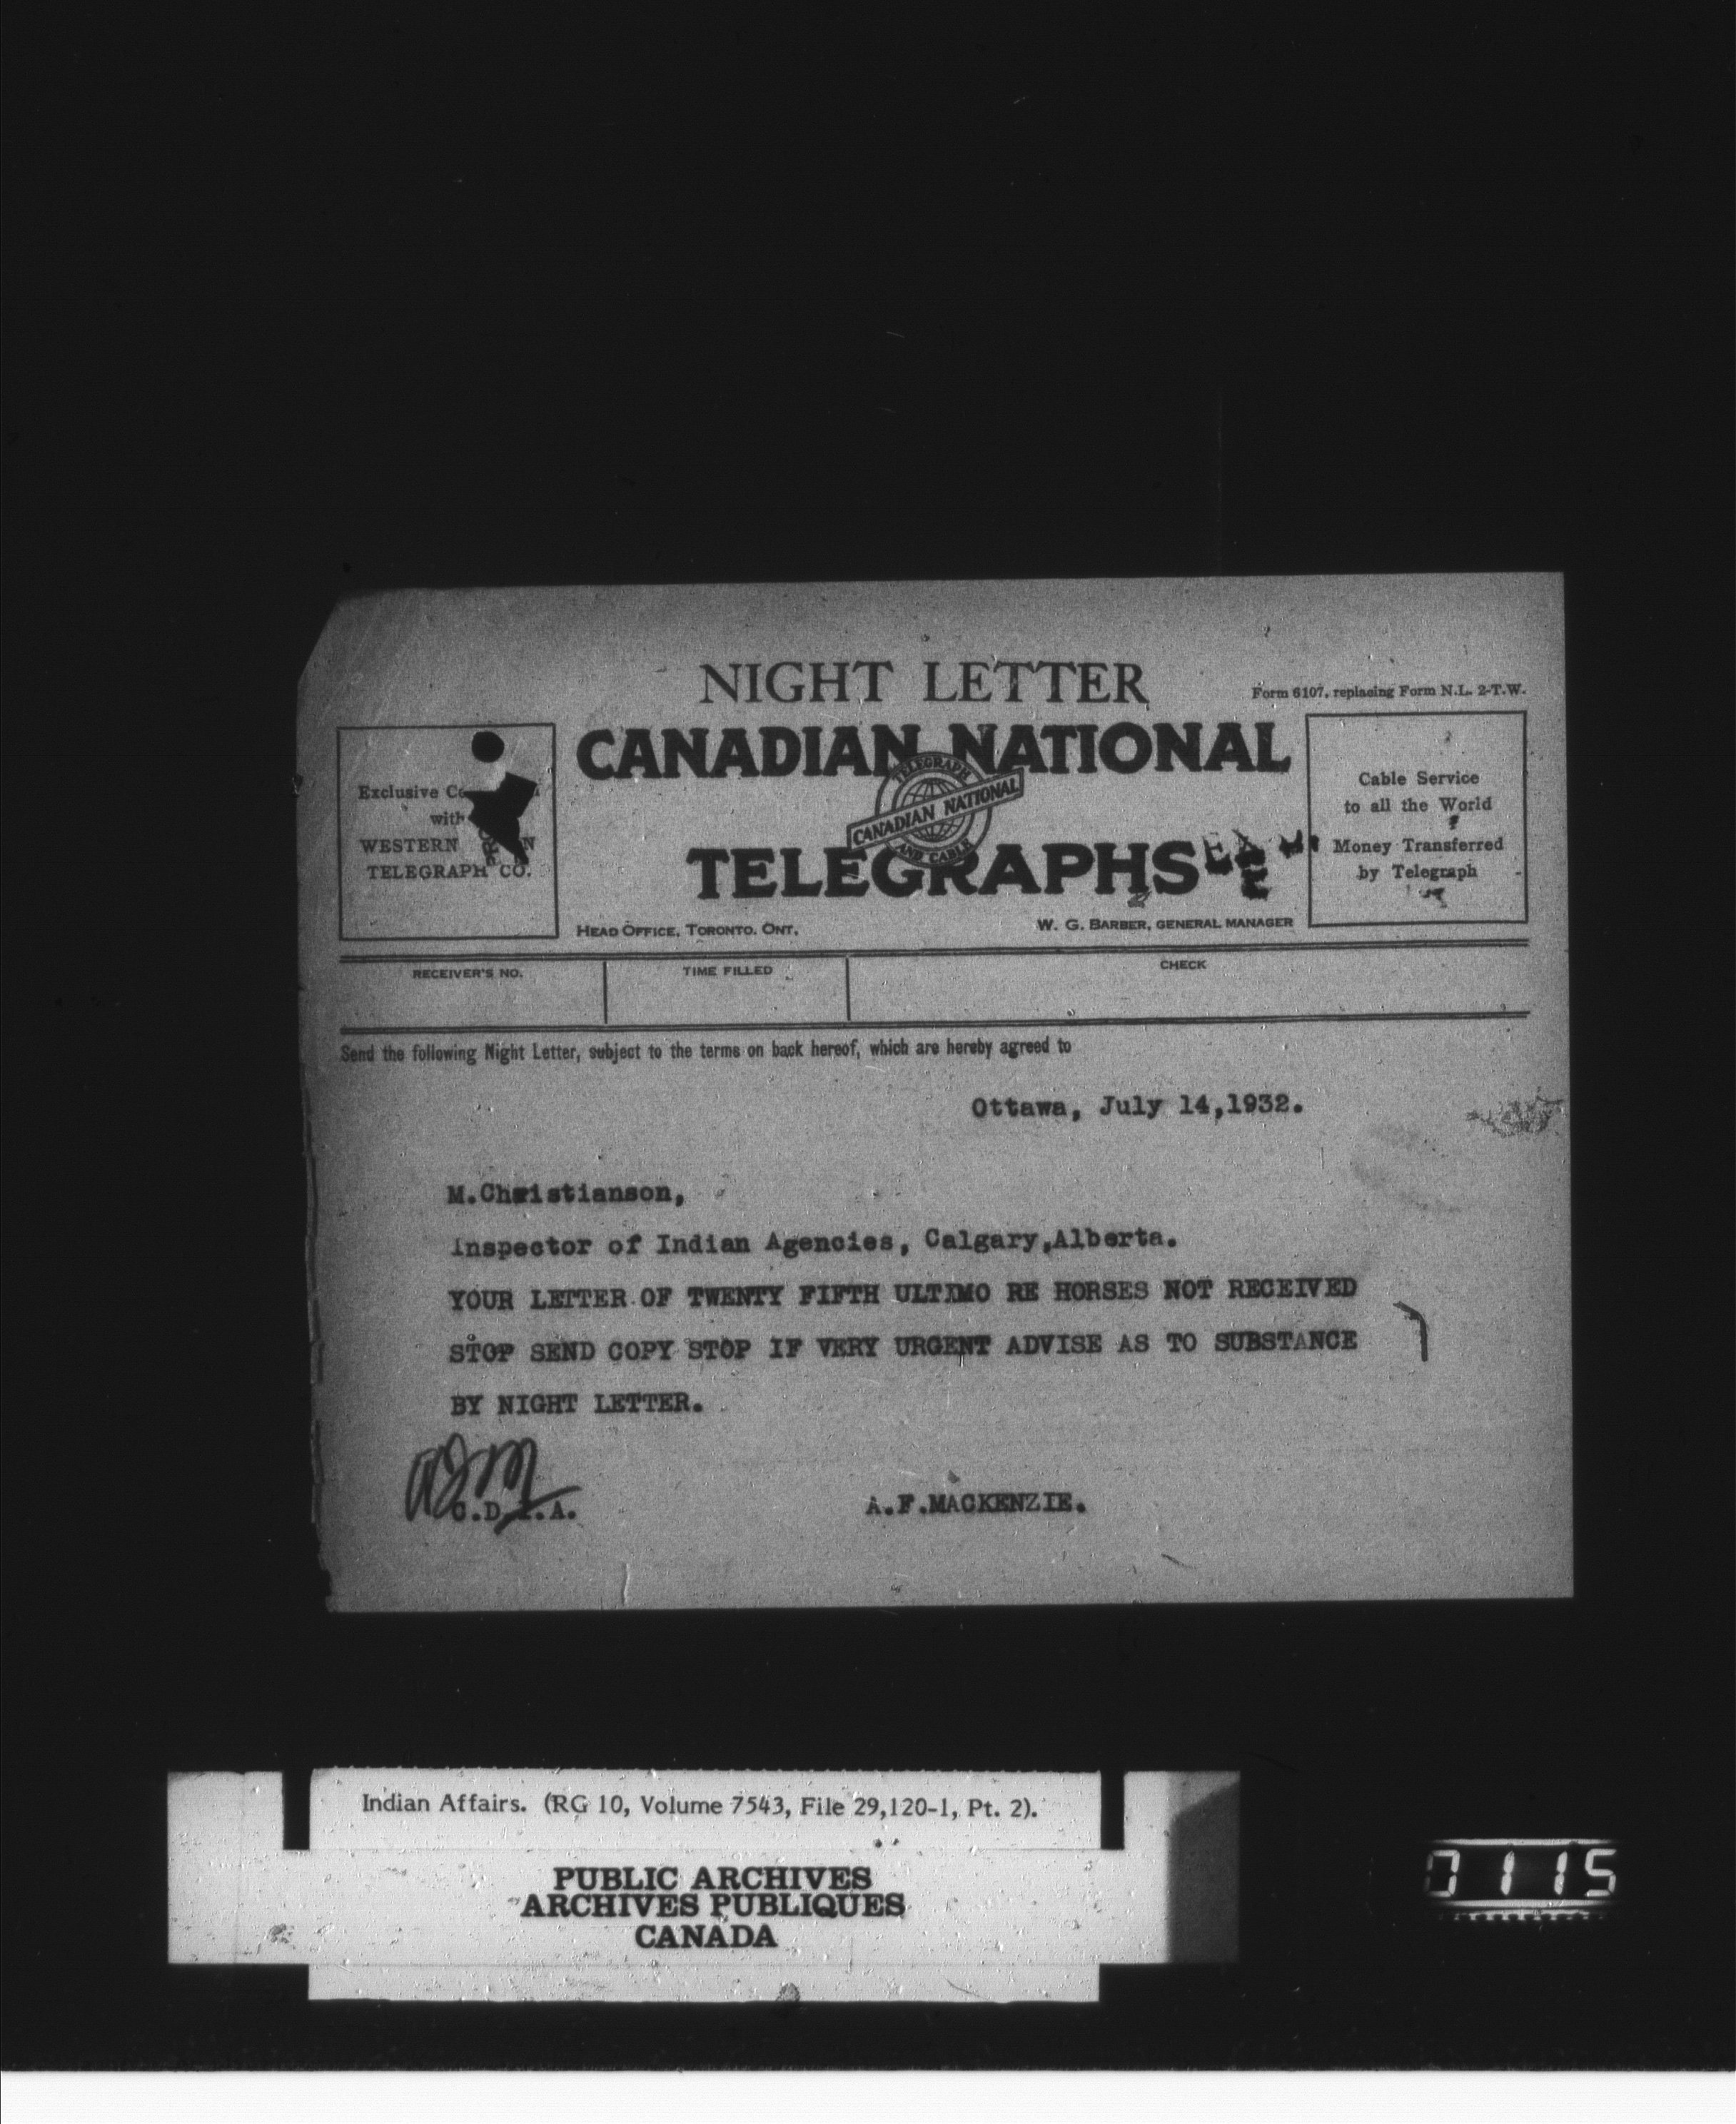 NIGHT LETTER
Form 6107, replacing Form N.L. 2-T.W.
CANADIAN NATIONAL
TELEGRAPH
CANADIAN NATIONAL
AND CABLE
TELEGRAPHS
Exclusive
with
WESTERN
TELEGRAPH CO.
Cable Service
to all the World
Money Transferred
by Telegraph
HEAD OFFICE, TORONTO, ONT.
W. G. BARBER, GENERAL MANAGER
RECEIVER'S NO.
TIME FILLED
CHECK
Send the following Night Letter, subject to the terms on back hereof, which are hereby agreed to
Ottawa, July 14,1932.
M.Christianson,
Inspector of Indian Agencies, Calgary,Alberta.
YOUR LETTER OF TWENTY FIFTH ULTIMO RE HORSES NOT RECEIVED
STOP SEND COPY STOP IF VERY URGENT ADVISE AS TO SUBSTANCE
BY NIGHT LETTER.
C.D.I.A.
A.F.MACKENZIE.
Indian Affairs. (RG 10, Volume 7543, File 29,120-1, Pt. 2).
PUBLIC ARCHIVES
ARCHIVES PUBLIQUES
CANADA
0115